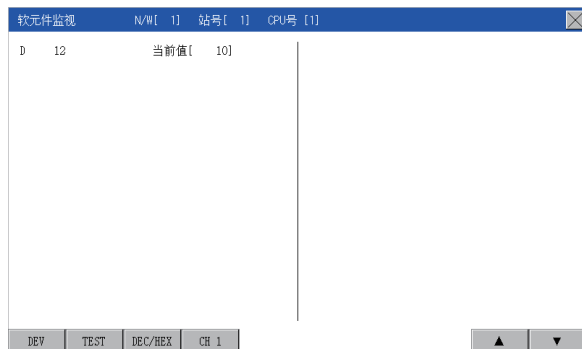 软元件监视 N/W[ 1] 站号[ 1] CPU号 [1]
D 12 当前值[ 10]
DEV TEST DEC/HEX CH 1 ▲ ▼